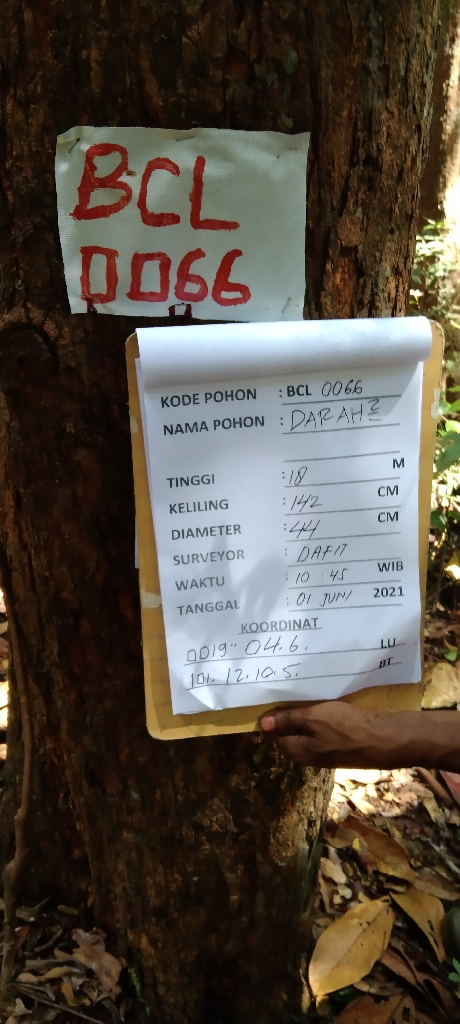 BCL
0066
KODE POHON : BCL 0066
NAMA POHON : DARAH2
TINGGI : 18 M
KELILING : 142 CM
DIAMETER : 44 CM
SURVEYOR : DAFIT
WAKTU : 10 : 45 WIB
TANGGAL : 01 JUNI 2021
KOORDINAT
0019" 04.6. LU
101. 12.10.5. BT